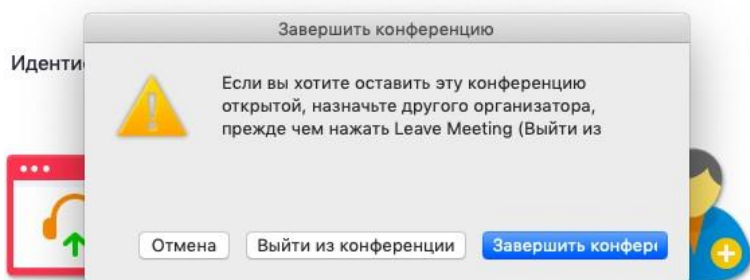 Завершить конференцию
Иденти
Если вы хотите оставить эту конференцию
открытой, назначьте другого организатора,
прежде чем нажать Leave Meeting (Выйти из
Отмена
Выйти из конференции
Завершить конфере